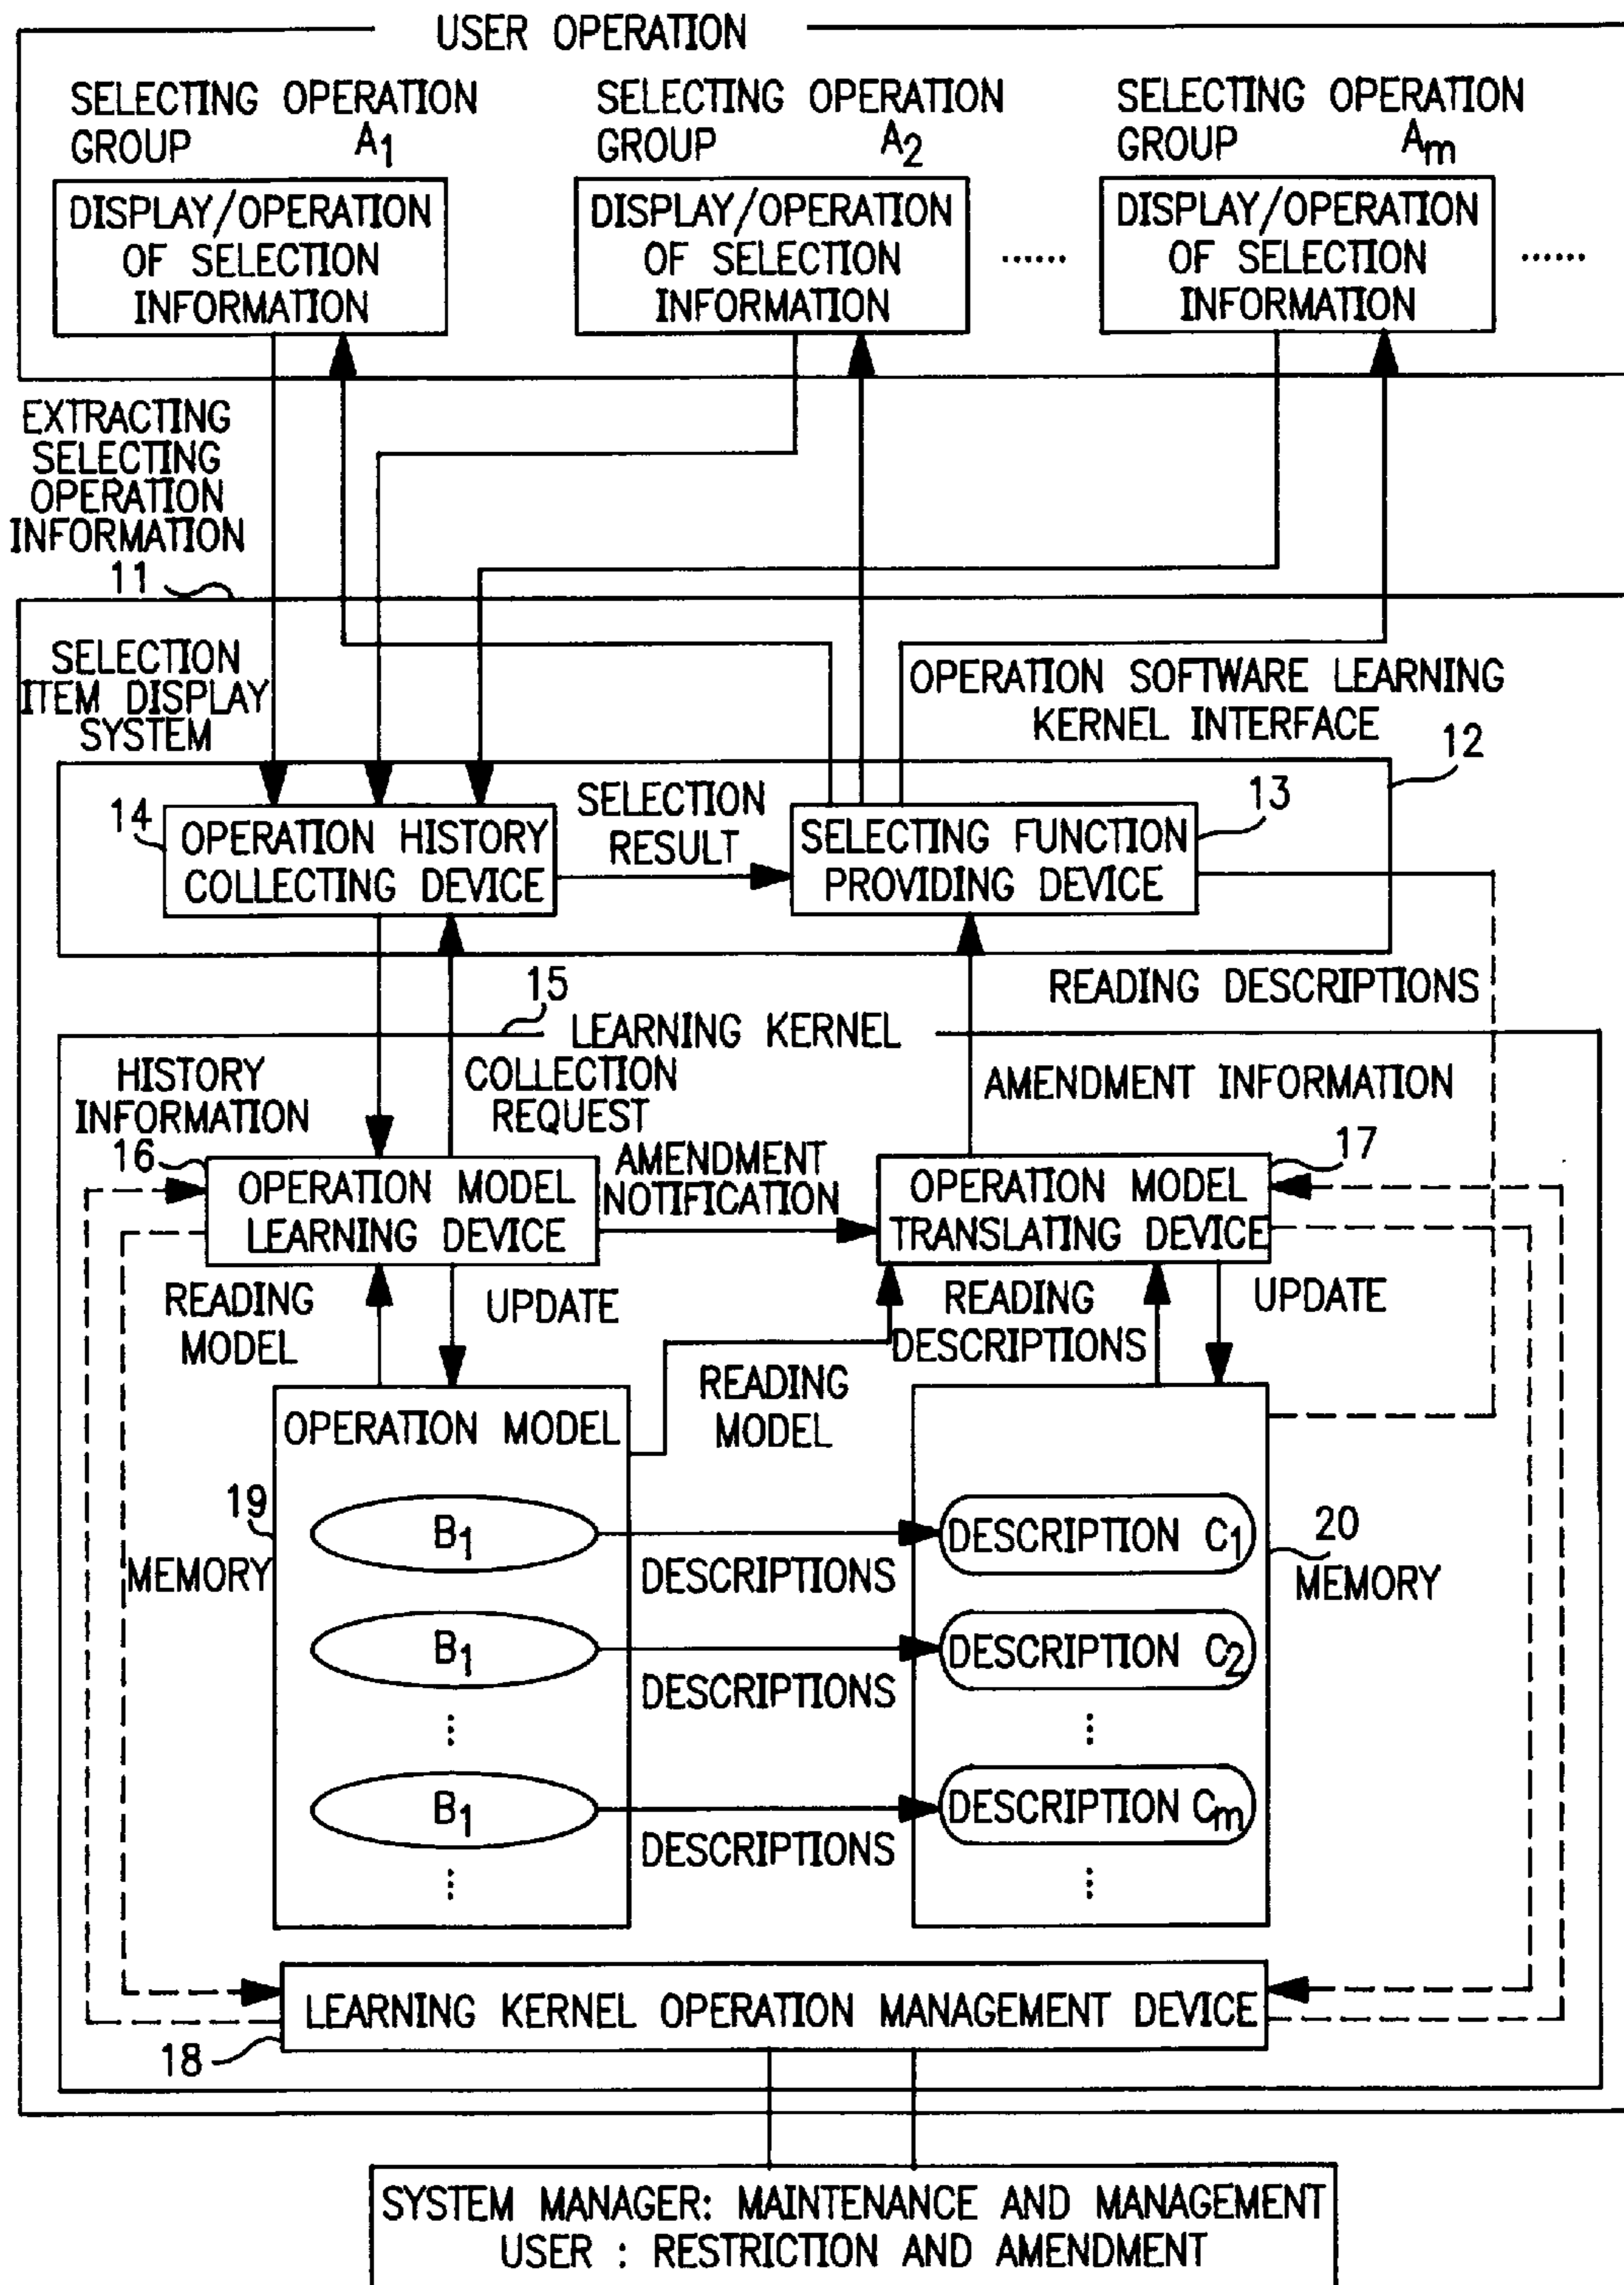 USER OPERATION
SELECTING OPERATION
GROUP A1
SELECTING OPERATION
GROUP A2
SELECTING OPERATION
GROUP Am
DISPLAY/OPERATION
OF SELECTION
INFORMATION
DISPLAY/OPERATION
OF SELECTION
INFORMATION
......
DISPLAY/OPERATION
OF SELECTION
INFORMATION
......
EXTRACTING
SELECTING
OPERATION
INFORMATION
11
SELECTION
ITEM DISPLAY
SYSTEM
OPERATION SOFTWARE LEARNING
KERNEL INTERFACE
12
14
OPERATION HISTORY
COLLECTING DEVICE
SELECTION
RESULT
13
SELECTING FUNCTION
PROVIDING DEVICE
READING DESCRIPTIONS
15
LEARNING KERNEL
HISTORY
INFORMATION
COLLECTION
REQUEST
AMENDMENT INFORMATION
16
OPERATION MODEL
LEARNING DEVICE
AMENDMENT
NOTIFICATION
17
OPERATION MODEL
TRANSLATING DEVICE
READING
MODEL
UPDATE
READING
DESCRIPTIONS
UPDATE
READING
MODEL
OPERATION MODEL
19
MEMORY
B1
DESCRIPTIONS
DESCRIPTION C1
20
MEMORY
B1
DESCRIPTIONS
DESCRIPTION C2
B1
DESCRIPTIONS
DESCRIPTION Cm
LEARNING KERNEL OPERATION MANAGEMENT DEVICE
18
SYSTEM MANAGER: MAINTENANCE AND MANAGEMENT
USER : RESTRICTION AND AMENDMENT